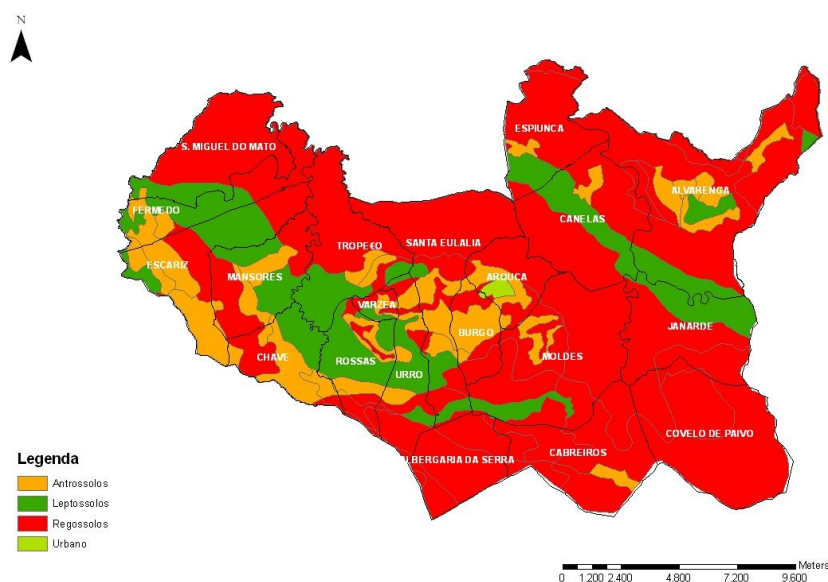 N
ESPIUNCA
S. MIGUEL DO MATO
ALVARENGA
FERMEDO
CANELAS
TROPEÇO
SANTA EULALIA
ESCARIZ
MANSORES
AROUCA
VARZEA
JANARDE
BURGO
CHAVE
ROSSAS
MOLDES
URRO
COVELO DE PAIVO
CABREIROS
LBERGARIA DA SERRA
Legenda
Antrossolos
Leptossolos
Regossolos
Urbano
Meters
0 1.200 2.400 4.800 7.200 9.600